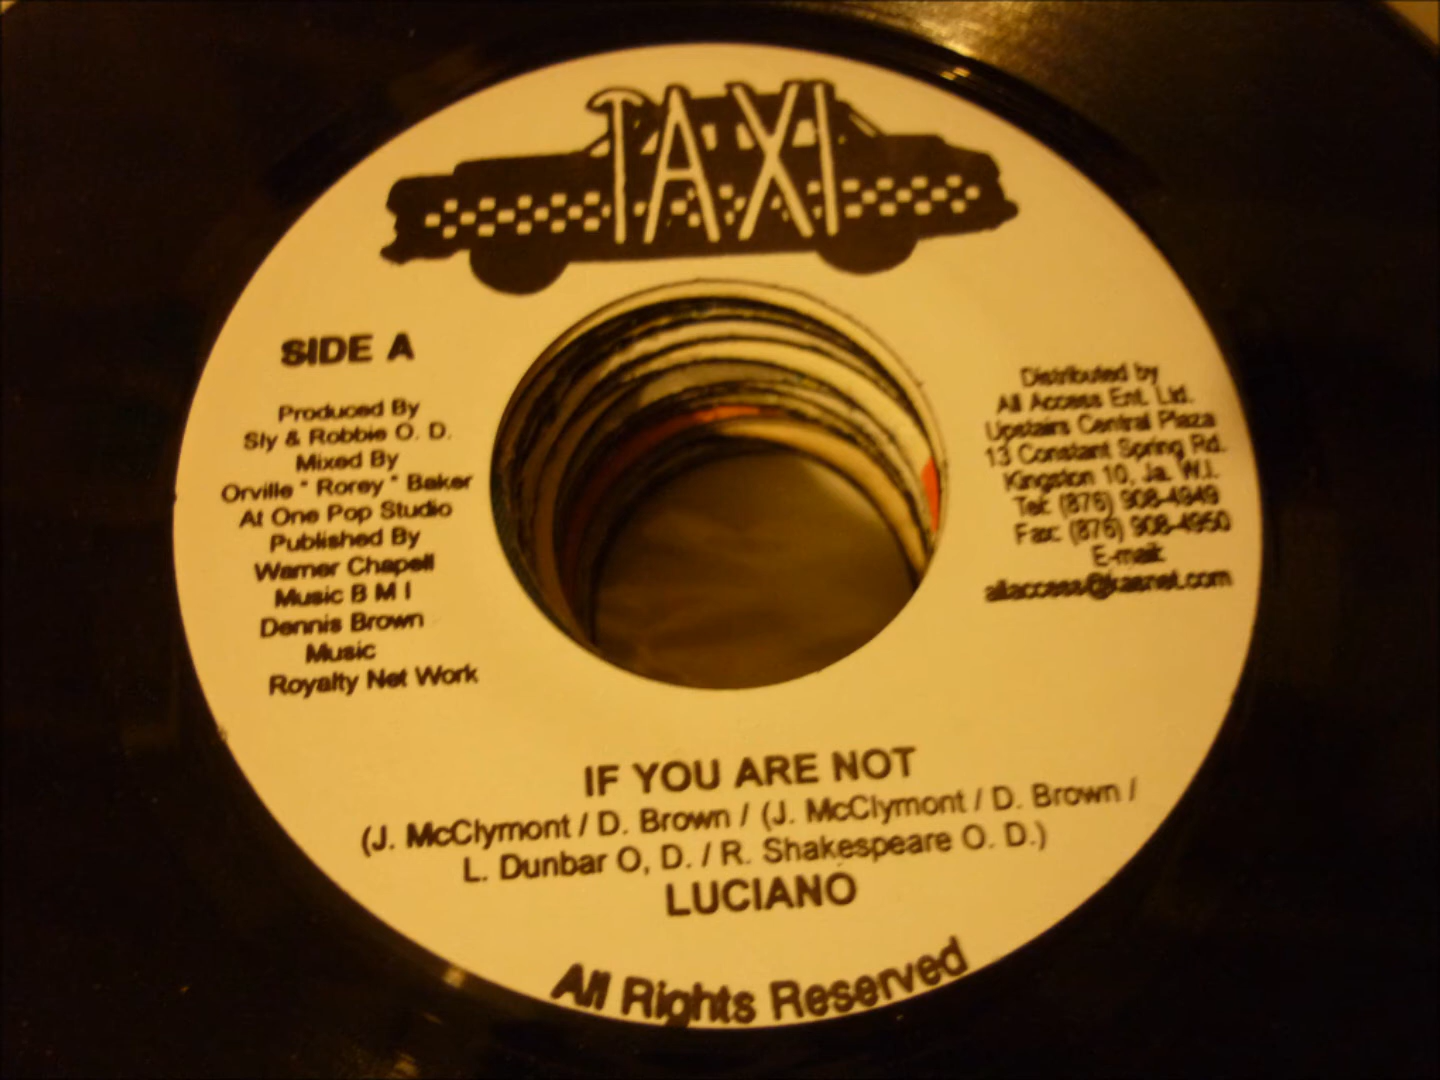 TAXI
SIDE A
Produced By
Sly & Robbie O. D.
Mixed By
Orville " Rorey " Baker
At One Pop Studio
Published By
Warner Chapell
Music B M I
Dennis Brown
Music
Royalty Net Work
Distributed by
All Access Ent. Ltd.
Upstairs Central Plaza
13 Constant Spring Rd.
Kingston 10, Ja. W.I.
Tel: (876) 908-4949
Fax: (876) 908-4950
E-mail:
allaccess@kasnet.com
IF YOU ARE NOT
(J. McClymont / D. Brown / (J. McClymont / D. Brown /
L. Dunbar O, D. / R. Shakespeare O. D.)
LUCIANO
All Rights Reserved